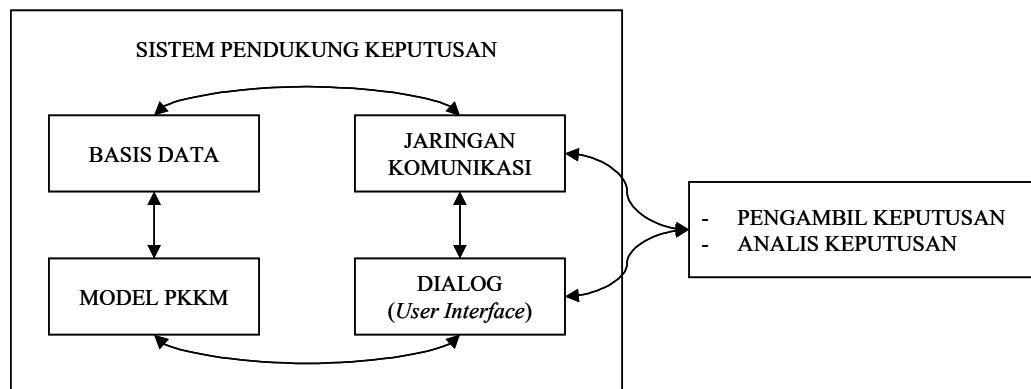 SISTEM PENDUKUNG KEPUTUSAN
BASIS DATA
JARINGAN
KOMUNIKASI
MODEL PKKM
DIALOG
(User Interface)
- PENGAMBIL KEPUTUSAN
- ANALIS KEPUTUSAN